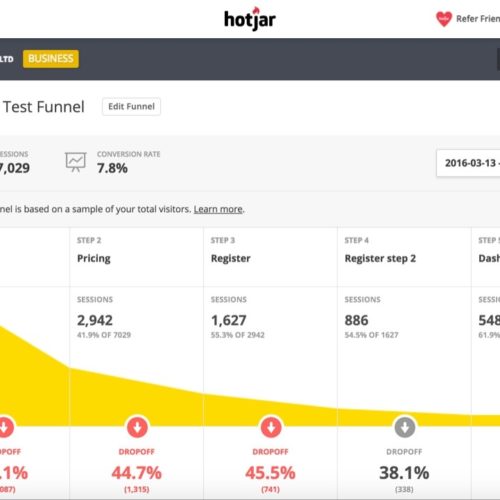 hotjar
Refer Frien
LTD
BUSINESS
Test Funnel
Edit Funnel
ESSIONS
7,029
CONVERSION RATE
7.8%
2016-03-13 -
nel is based on a sample of your total visitors. Learn more.
STEP 2
Pricing
STEP 3
Register
STEP 4
Register step 2
STEP 5
Dash
SESSIONS
2,942
41.9% OF 7029
SESSIONS
1,627
55.3% OF 2942
SESSIONS
886
54.5% OF 1627
SESSIO
548
61.9%
POFF
.1%
087)
DROPOFF
44.7%
(1,315)
DROPOFF
45.5%
(741)
DROPOFF
38.1%
(338)